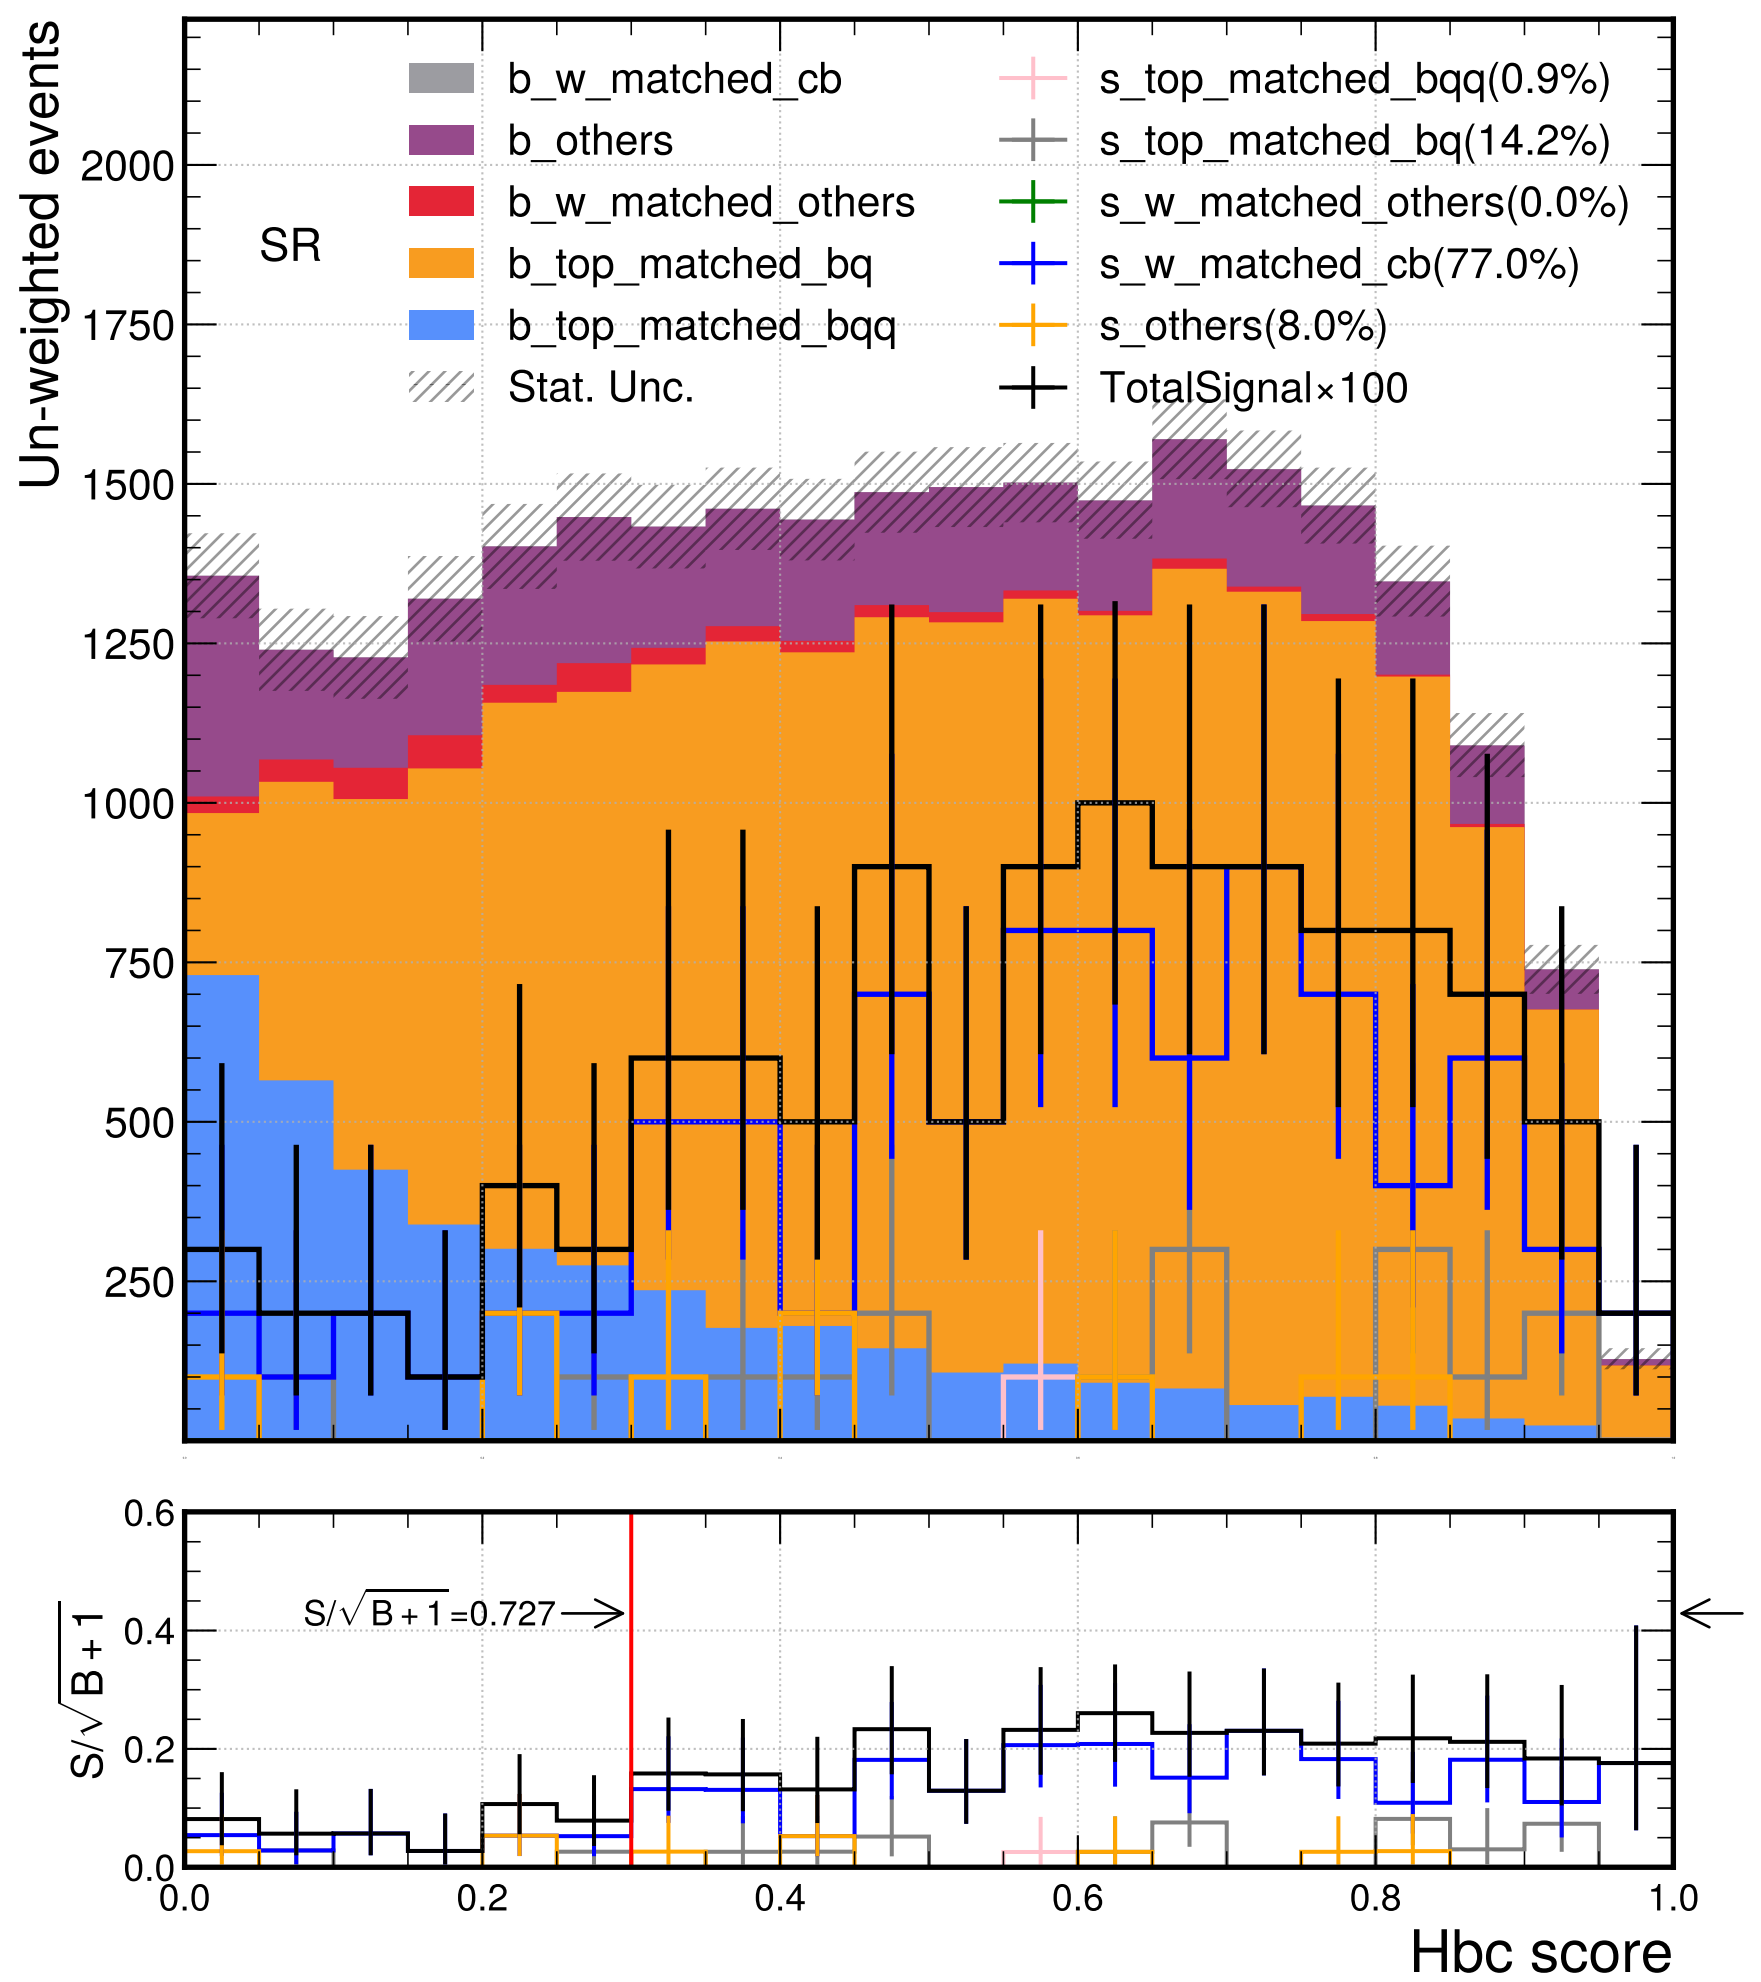 Un-weighted events
2000
1750
1500
1250
1000
750
500
250
SR
b_w_matched_cb
b_others
b_w_matched_others
b_top_matched_bq
b_top_matched_bqq
Stat. Unc.
s_top_matched_bqq(0.9%)
s_top_matched_bq(14.2%)
s_w_matched_others(0.0%)
s_w_matched_cb(77.0%)
s_others(8.0%)
TotalSignal×100
S/√B+1
0.6
0.4
0.2
0.0
S/√B+1=0.727
0.0 0.2 0.4 0.6 0.8 1.0
Hbc score